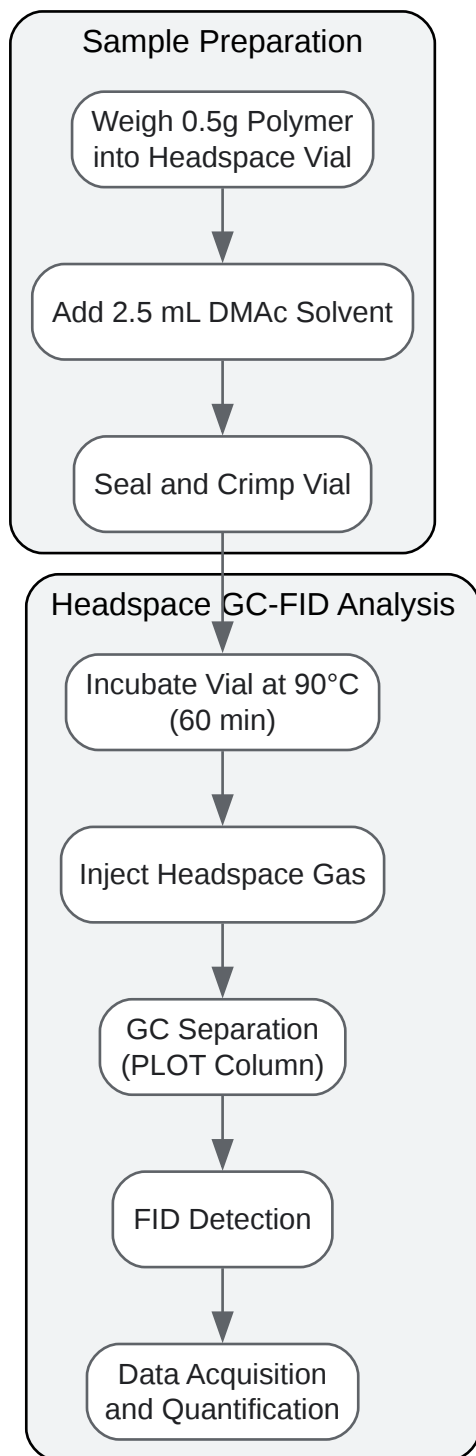 Sample Preparation
Weigh 0.5g Polymer
into Headspace Vial
Add 2.5 mL DMAc Solvent
Seal and Crimp Vial
Headspace GC-FID Analysis
Incubate Vial at 90°C
(60 min)
Inject Headspace Gas
GC Separation
(PLOT Column)
FID Detection
Data Acquisition
and Quantification